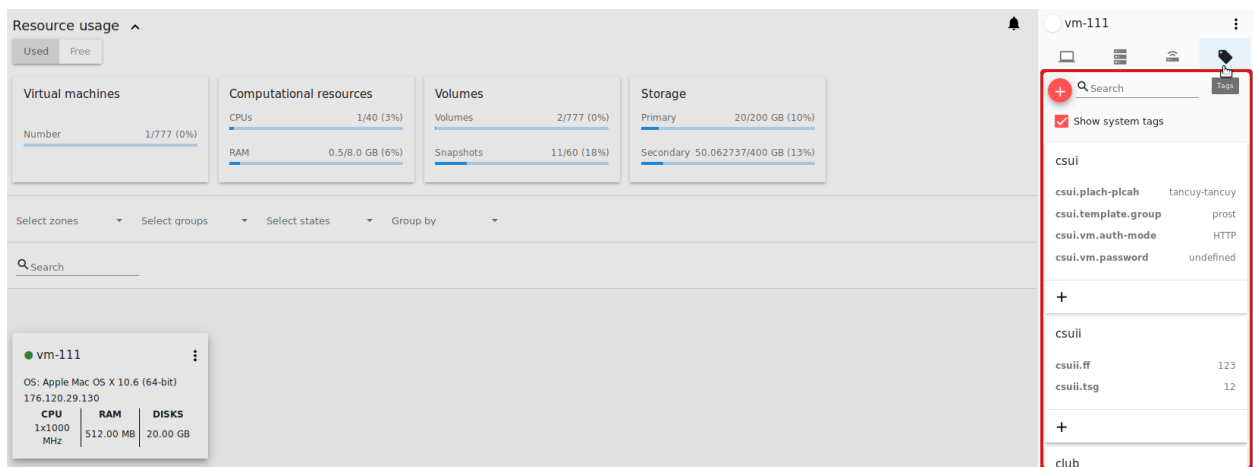 Resource usage
Used Free
Virtual machines
Number 1/777 (0%)
Computational resources
CPUs 1/40 (3%)
RAM 0.5/8.0 GB (6%)
Volumes
Volumes 2/777 (0%)
Snapshots 11/60 (18%)
Storage
Primary 20/200 GB (10%)
Secondary 50.062737/400 GB (13%)
Select zones Select groups Select states Group by
Search
vm-111
OS: Apple Mac OS X 10.6 (64-bit)
176.120.29.130
CPU RAM DISKS
1x1000 MHz 512.00 MB 20.00 GB
vm-111
Tags
+ Search
Show system tags
csui
csui.plach-plcah tancuy-tancuy
csui.template.group prost
csui.vm.auth-mode HTTP
csui.vm.password undefined
+
csuii
csuii.ff 123
csuii.tsg 12
+
club